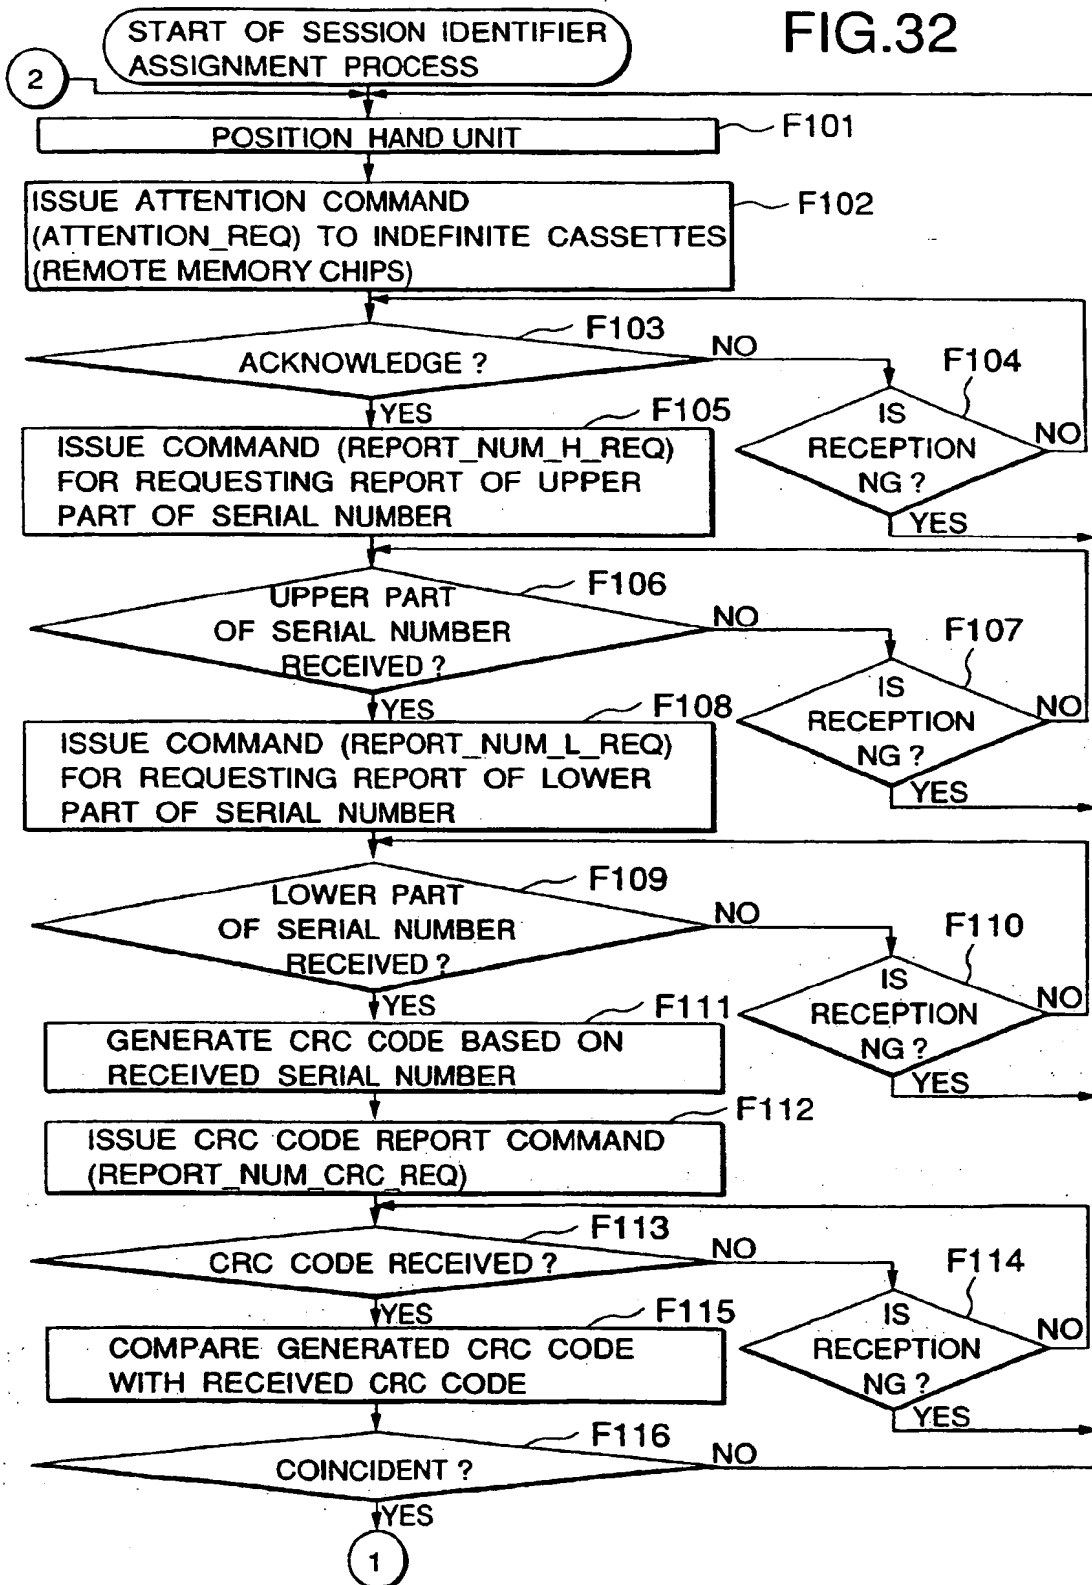 FIG.32
START OF SESSION IDENTIFIER
ASSIGNMENT PROCESS
2
POSITION HAND UNIT
F101
ISSUE ATTENTION COMMAND
(ATTENTION_REQ) TO INDEFINITE CASSETTES
(REMOTE MEMORY CHIPS)
F102
ACKNOWLEDGE ?
F103
NO
YES
IS
RECEPTION
NG ?
F104
NO
YES
ISSUE COMMAND (REPORT_NUM_H_REQ)
FOR REQUESTING REPORT OF UPPER
PART OF SERIAL NUMBER
F105
UPPER PART
OF SERIAL NUMBER
RECEIVED ?
F106
NO
YES
IS
RECEPTION
NG ?
F107
NO
YES
ISSUE COMMAND (REPORT_NUM_L_REQ)
FOR REQUESTING REPORT OF LOWER
PART OF SERIAL NUMBER
F108
LOWER PART
OF SERIAL NUMBER
RECEIVED ?
F109
NO
YES
IS
RECEPTION
NG ?
F110
NO
YES
GENERATE CRC CODE BASED ON
RECEIVED SERIAL NUMBER
F111
ISSUE CRC CODE REPORT COMMAND
(REPORT_NUM_CRC_REQ)
F112
CRC CODE RECEIVED ?
F113
NO
YES
IS
RECEPTION
NG ?
F114
NO
YES
COMPARE GENERATED CRC CODE
WITH RECEIVED CRC CODE
F115
COINCIDENT ?
F116
NO
YES
1